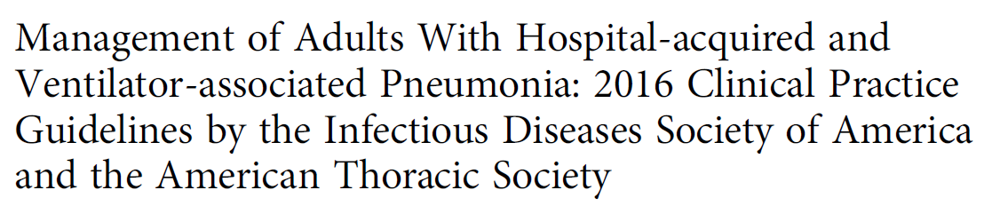 Management of Adults With Hospital-acquired and
Ventilator-associated Pneumonia: 2016 Clinical Practice
Guidelines by the Infectious Diseases Society of America
and the American Thoracic Society